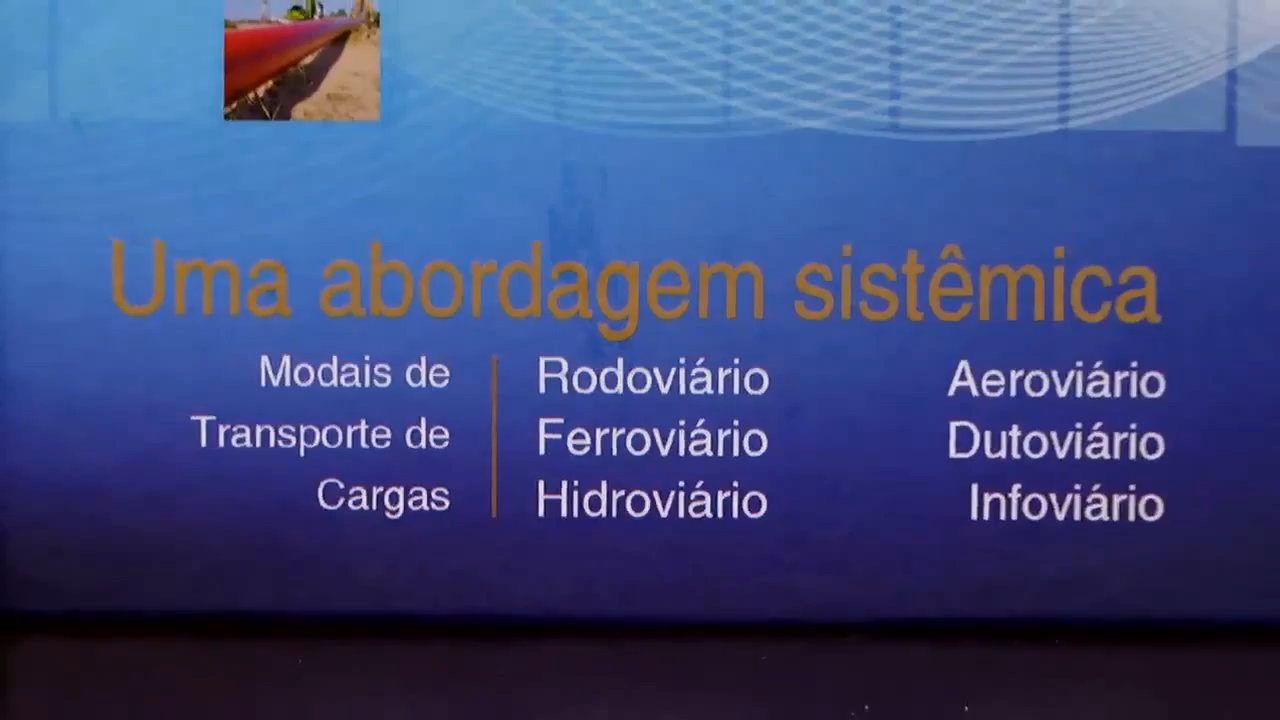 Uma abordagem sistêmica
Modais de
Transporte de
Cargas
Rodoviário
Ferroviário
Hidroviário
Aeroviário
Dutoviário
Infoviário